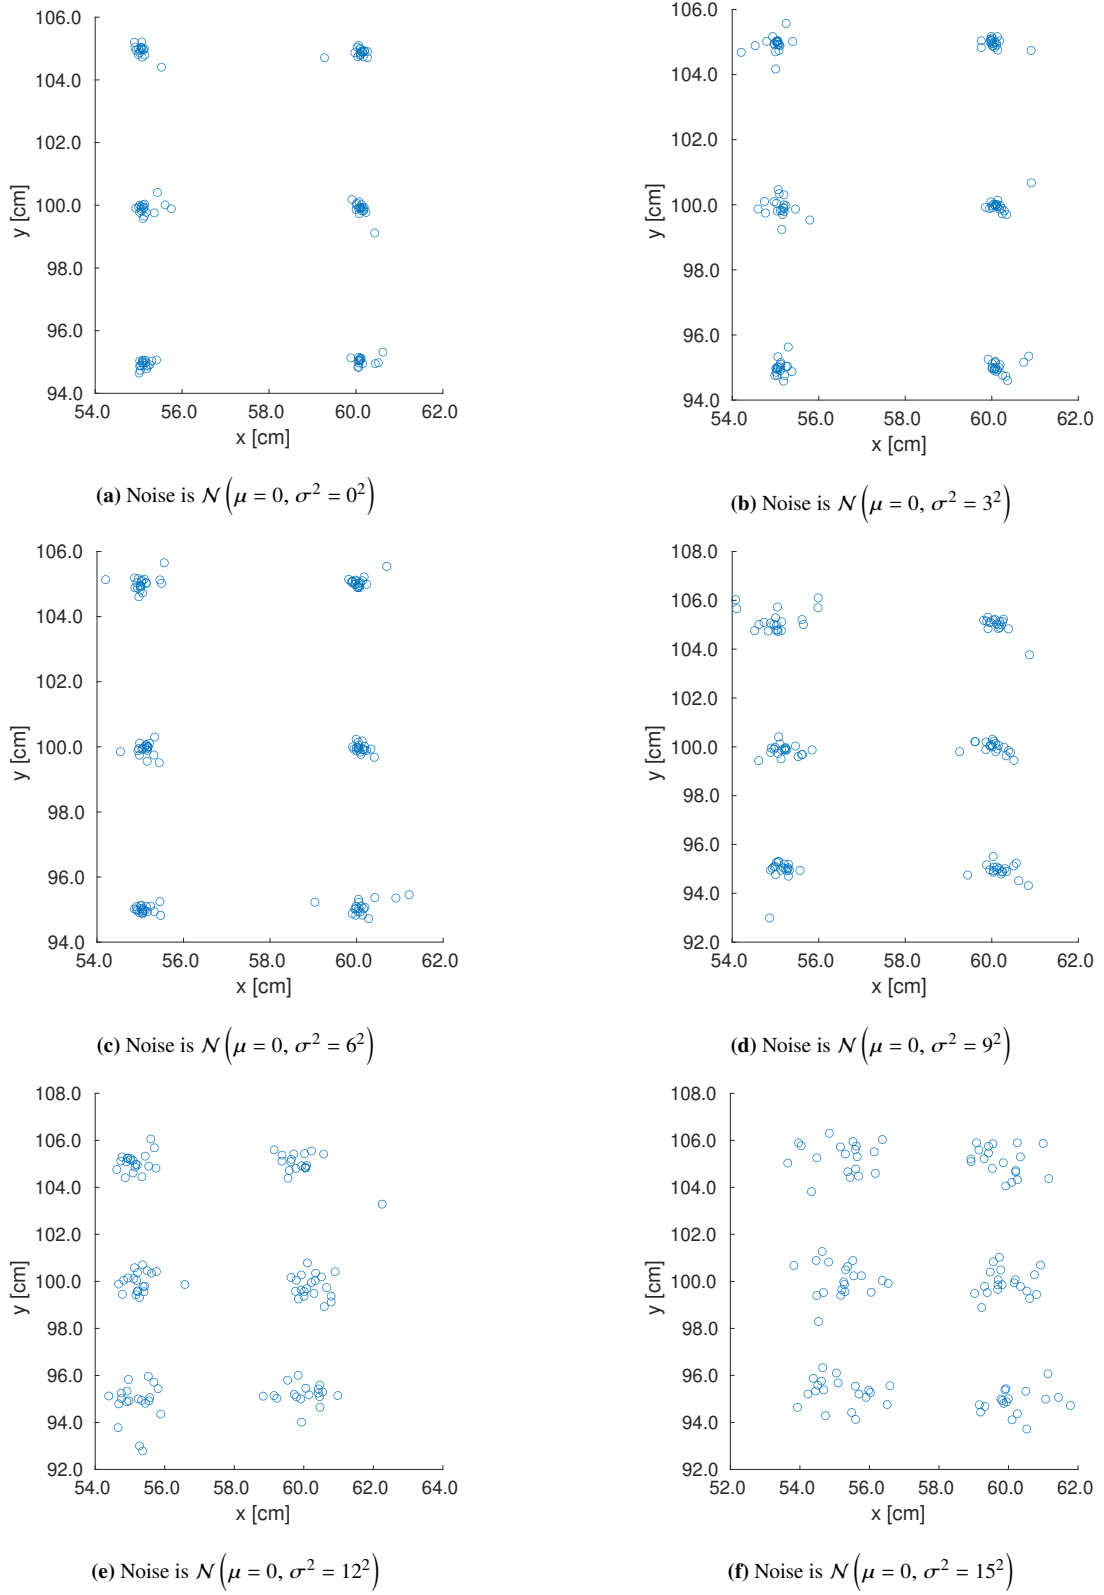 106.0
104.0
102.0
100.0
98.0
96.0
94.0
y [cm]
54.0 56.0 58.0 60.0 62.0
x [cm]
(a) Noise is 𝒩(μ = 0, σ² = 0²)
106.0
104.0
102.0
100.0
98.0
96.0
94.0
y [cm]
54.0 56.0 58.0 60.0 62.0
x [cm]
(b) Noise is 𝒩(μ = 0, σ² = 3²)
106.0
104.0
102.0
100.0
98.0
96.0
94.0
y [cm]
54.0 56.0 58.0 60.0 62.0
x [cm]
(c) Noise is 𝒩(μ = 0, σ² = 6²)
108.0
106.0
104.0
102.0
100.0
98.0
96.0
94.0
92.0
y [cm]
54.0 56.0 58.0 60.0 62.0
x [cm]
(d) Noise is 𝒩(μ = 0, σ² = 9²)
108.0
106.0
104.0
102.0
100.0
98.0
96.0
94.0
92.0
y [cm]
54.0 56.0 58.0 60.0 62.0 64.0
x [cm]
(e) Noise is 𝒩(μ = 0, σ² = 12²)
108.0
106.0
104.0
102.0
100.0
98.0
96.0
94.0
92.0
y [cm]
52.0 54.0 56.0 58.0 60.0 62.0
x [cm]
(f) Noise is 𝒩(μ = 0, σ² = 15²)